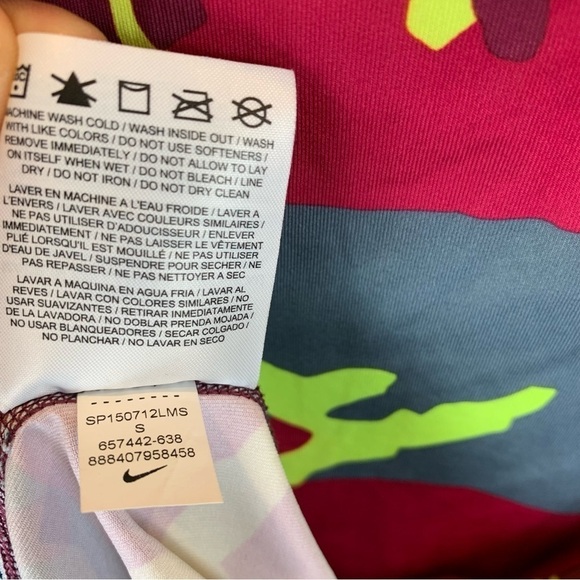 MACHINE WASH COLD / WASH INSIDE OUT / WASH
WITH LIKE COLORS / DO NOT USE SOFTENERS /
REMOVE IMMEDIATELY / DO NOT ALLOW TO LAY
ON ITSELF WHEN WET / DO NOT BLEACH / LINE
DRY / DO NOT IRON / DO NOT DRY CLEAN
LAVER EN MACHINE A L'EAU FROIDE / LAVER A
L'ENVERS / LAVER AVEC COULEURS SIMILAIRES /
NE PAS UTILISER D'ADOUCISSEUR / ENLEVER
IMMEDIATEMENT / NE PAS LAISSER LE VÊTEMENT
PLIÉ LORSQU'IL EST MOUILLÉ / NE PAS UTILISER
D'EAU DE JAVEL / SUSPENDRE POUR SECHER / NE
PAS REPASSER / NE PAS NETTOYER A SEC
LAVAR A MAQUINA EN AGUA FRIA / LAVAR AL
REVES / LAVAR CON COLORES SIMILARES / NO
USAR SUAVIZANTES / RETIRAR INMEDIATAMENTE
DE LA LAVADORA / NO DOBLAR PRENDA MOJADA /
NO USAR BLANQUEADORES / SECAR COLGADO /
NO PLANCHAR / NO LAVAR EN SECO
SP150712LMS
S
657442-638
888407958458